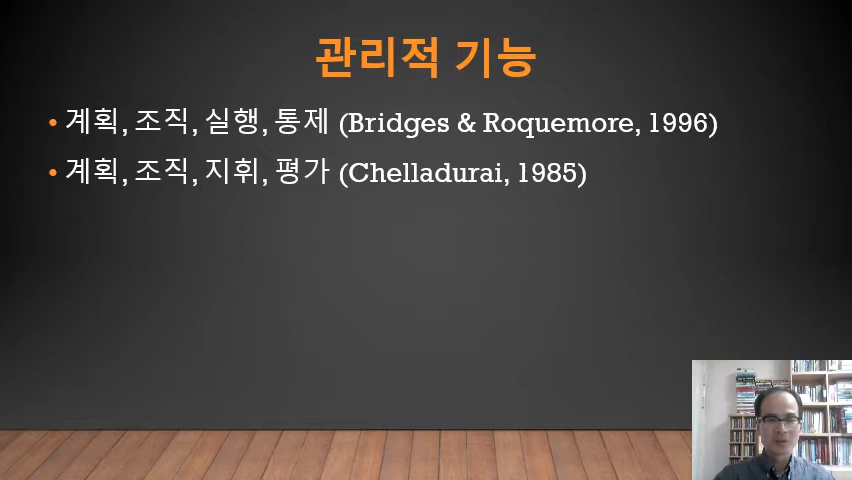 관리적 기능
• 계획, 조직, 실행, 통제 (Bridges & Roquemore, 1996)
• 계획, 조직, 지휘, 평가 (Chelladurai, 1985)